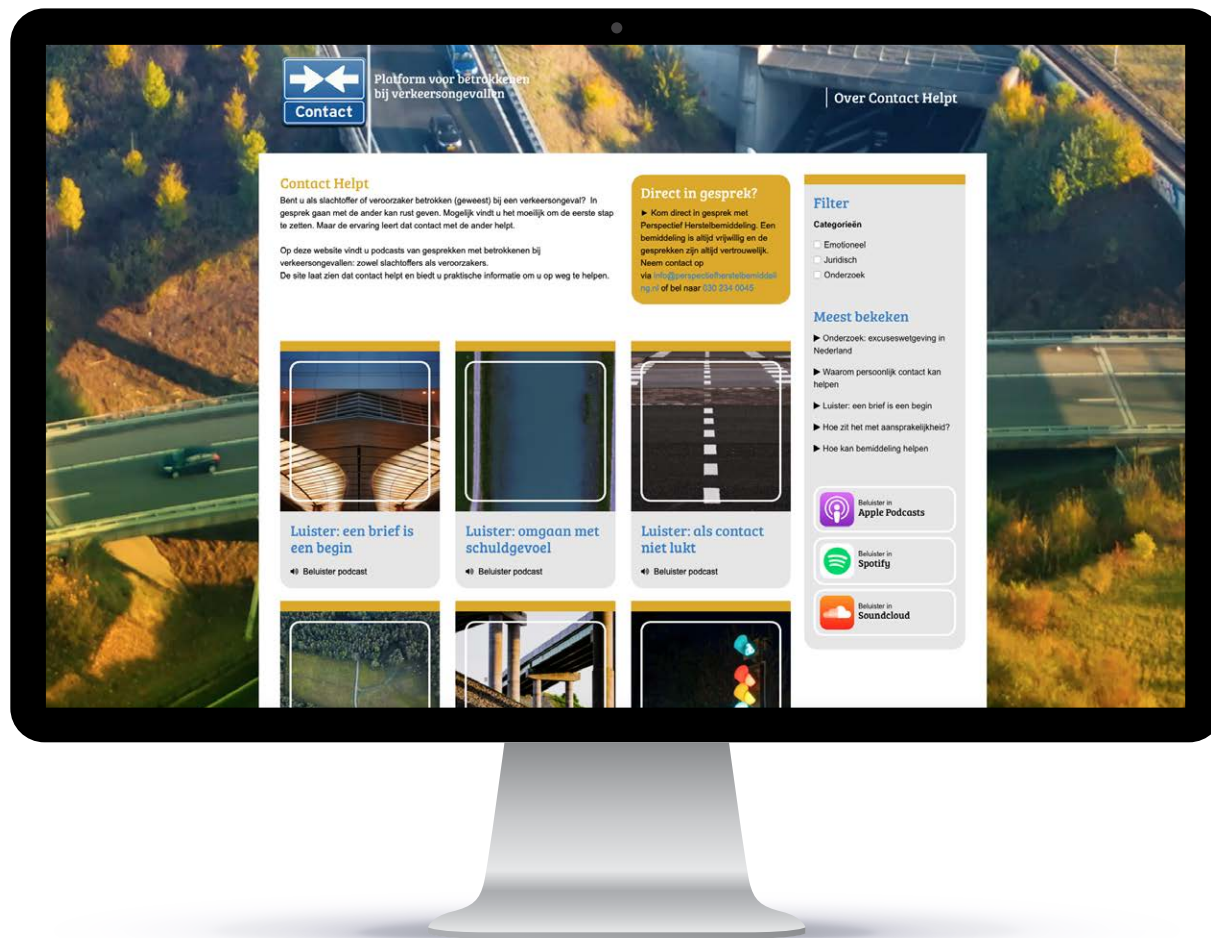 Contact
Platform voor betrokkenen
bij verkeersongevallen
Over Contact Helpt
Contact Helpt
Bent u als slachtoffer of veroorzaker betrokken (geweest) bij een verkeersongeval? In
gesprek gaan met de ander kan rust geven. Mogelijk vindt u het moeilijk om de eerste stap
te zetten. Maar de ervaring leert dat contact met de ander helpt.
Op deze website vindt u podcasts van gesprekken met betrokkenen bij
verkeersongevallen: zowel slachtoffers als veroorzakers.
De site laat zien dat contact helpt en biedt u praktische informatie om u op weg te helpen.
Direct in gesprek?
► Kom direct in gesprek met
Perspectief Herstelbemiddeling. Een
bemiddeling is altijd vrijwillig en de
gesprekken zijn altijd vertrouwelijk.
Neem contact op
via info@perspectiefherstelbemiddeli
ng.nl of bel naar 030 234 0045
Filter
Categorieën
Emotioneel
Juridisch
Onderzoek
Meest bekeken
► Onderzoek: excuseswetgeving in
Nederland
► Waarom persoonlijk contact kan
helpen
► Luister: een brief is een begin
► Hoe zit het met aansprakelijkheid?
► Hoe kan bemiddeling helpen
Beluister in
Apple Podcasts
Beluister in
Spotify
Beluister in
Soundcloud
Luister: een brief is
een begin
Beluister podcast
Luister: omgaan met
schuldgevoel
Beluister podcast
Luister: als contact
niet lukt
Beluister podcast